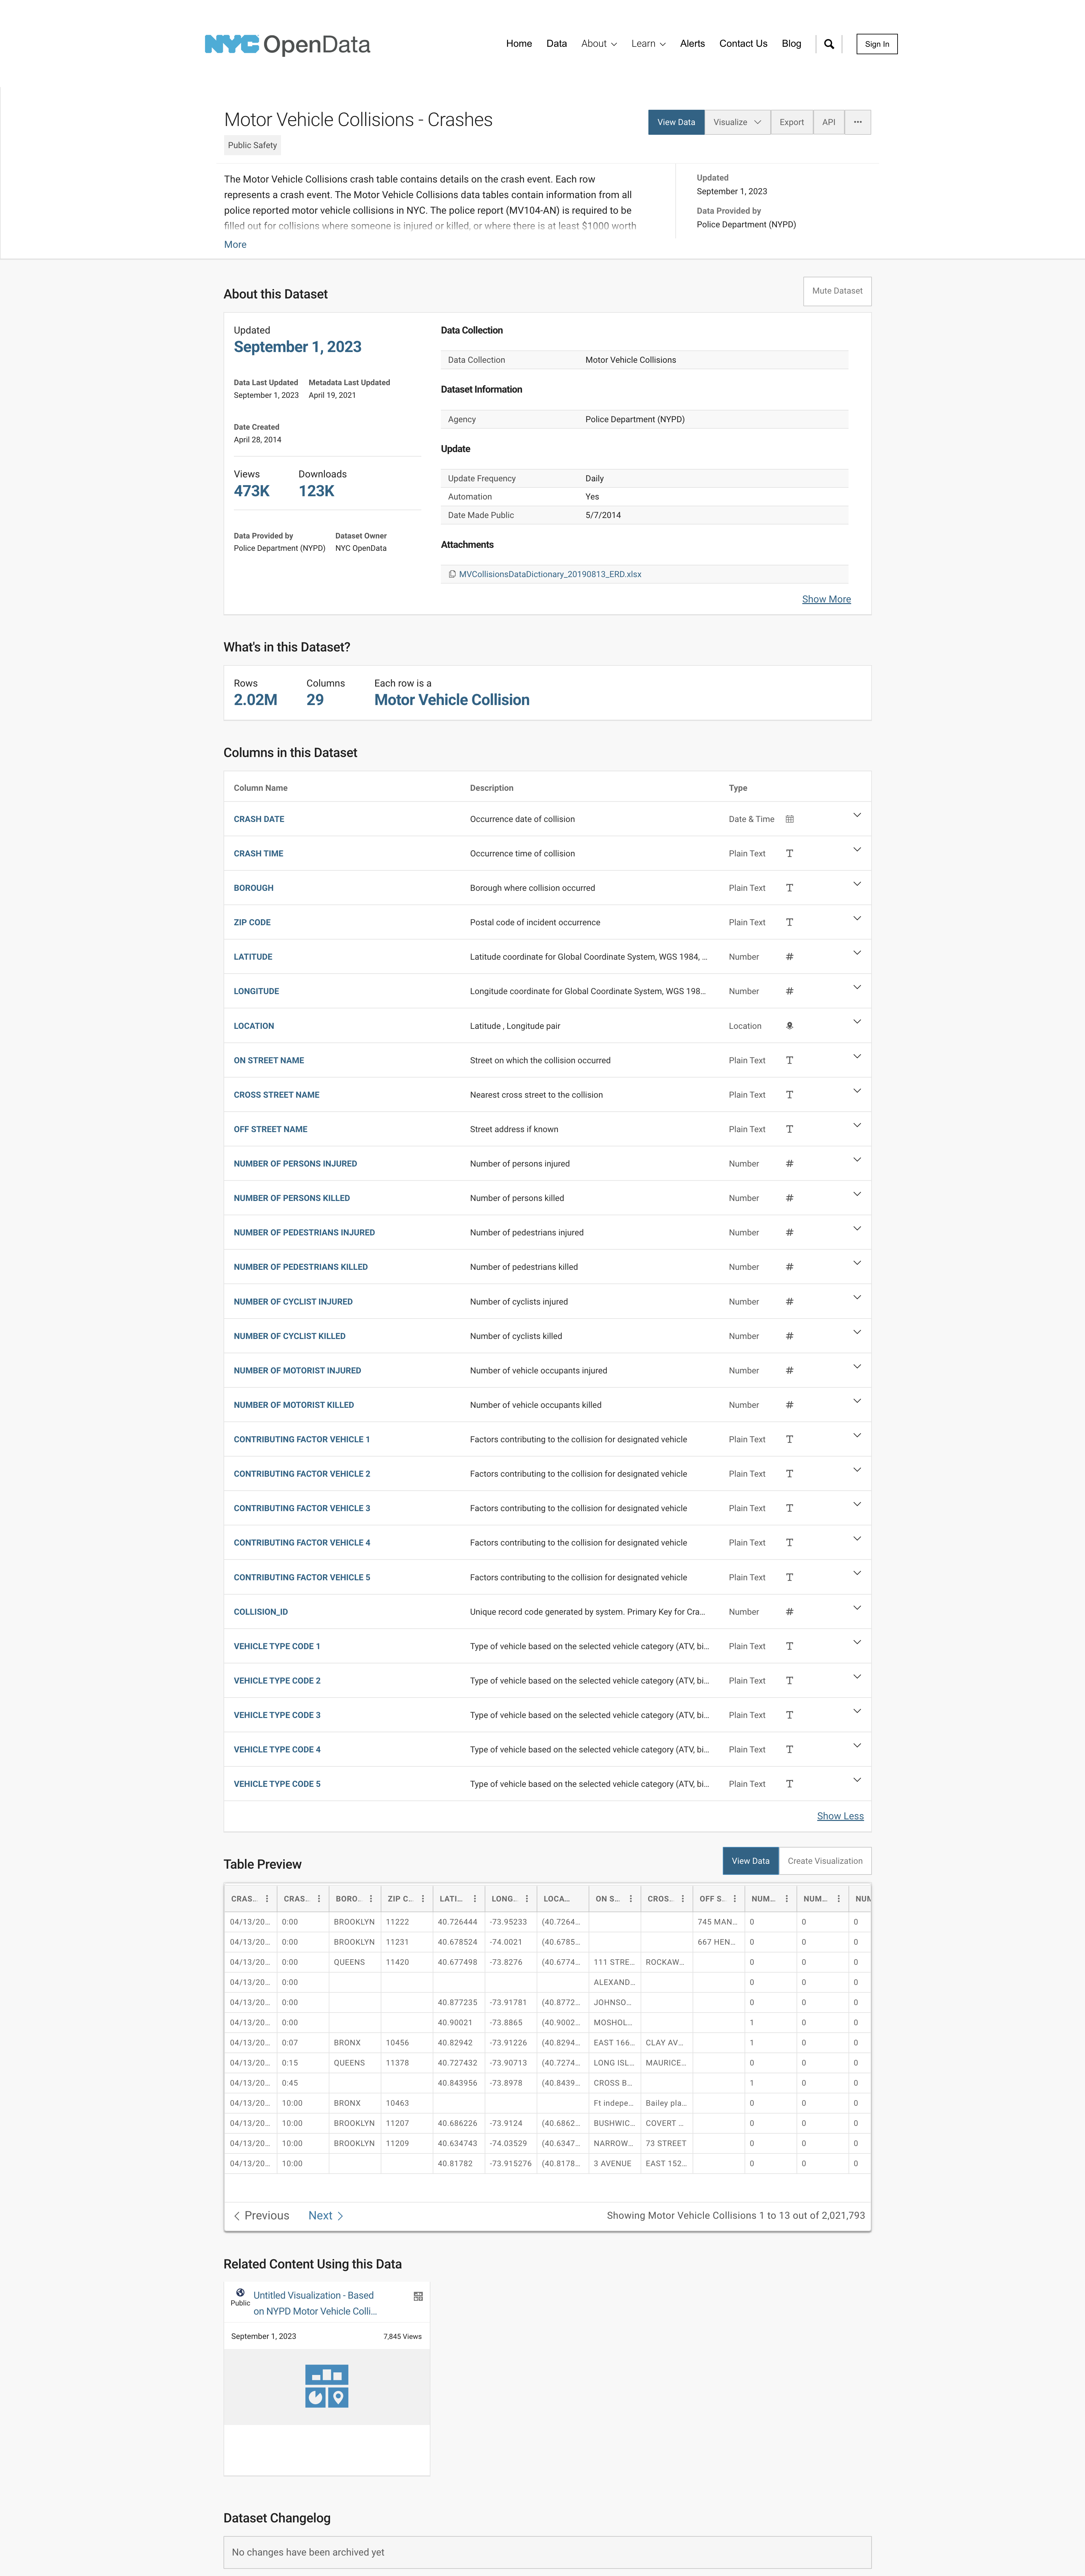 NYC OpenData
Home Data About Learn Alerts Contact Us Blog Sign In
Motor Vehicle Collisions - Crashes
View Data Visualize Export API ...
Public Safety
The Motor Vehicle Collisions crash table contains details on the crash event. Each row
represents a crash event. The Motor Vehicle Collisions data tables contain information from all
police reported motor vehicle collisions in NYC. The police report (MV104-AN) is required to be
filled out for collisions where someone is injured or killed, or where there is at least $1000 worth
More
Updated
September 1, 2023
Data Provided by
Police Department (NYPD)
About this Dataset
Mute Dataset
Updated
September 1, 2023
Data Last Updated Metadata Last Updated
September 1, 2023 April 19, 2021
Date Created
April 28, 2014
Views Downloads
473K 123K
Data Provided by Dataset Owner
Police Department (NYPD) NYC OpenData
Data Collection
Data Collection Motor Vehicle Collisions
Dataset Information
Agency Police Department (NYPD)
Update
Update Frequency Daily
Automation Yes
Date Made Public 5/7/2014
Attachments
MVCollisionsDataDictionary_20190813_ERD.xlsx
Show More
What's in this Dataset?
Rows Columns Each row is a
2.02M 29 Motor Vehicle Collision
Columns in this Dataset
Column Name Description Type
CRASH DATE Occurrence date of collision Date & Time
CRASH TIME Occurrence time of collision Plain Text T
BOROUGH Borough where collision occurred Plain Text T
ZIP CODE Postal code of incident occurrence Plain Text T
LATITUDE Latitude coordinate for Global Coordinate System, WGS 1984, ... Number #
LONGITUDE Longitude coordinate for Global Coordinate System, WGS 198... Number #
LOCATION Latitude , Longitude pair Location
ON STREET NAME Street on which the collision occurred Plain Text T
CROSS STREET NAME Nearest cross street to the collision Plain Text T
OFF STREET NAME Street address if known Plain Text T
NUMBER OF PERSONS INJURED Number of persons injured Number #
NUMBER OF PERSONS KILLED Number of persons killed Number #
NUMBER OF PEDESTRIANS INJURED Number of pedestrians injured Number #
NUMBER OF PEDESTRIANS KILLED Number of pedestrians killed Number #
NUMBER OF CYCLIST INJURED Number of cyclists injured Number #
NUMBER OF CYCLIST KILLED Number of cyclists killed Number #
NUMBER OF MOTORIST INJURED Number of vehicle occupants injured Number #
NUMBER OF MOTORIST KILLED Number of vehicle occupants killed Number #
CONTRIBUTING FACTOR VEHICLE 1 Factors contributing to the collision for designated vehicle Plain Text T
CONTRIBUTING FACTOR VEHICLE 2 Factors contributing to the collision for designated vehicle Plain Text T
CONTRIBUTING FACTOR VEHICLE 3 Factors contributing to the collision for designated vehicle Plain Text T
CONTRIBUTING FACTOR VEHICLE 4 Factors contributing to the collision for designated vehicle Plain Text T
CONTRIBUTING FACTOR VEHICLE 5 Factors contributing to the collision for designated vehicle Plain Text T
COLLISION_ID Unique record code generated by system. Primary Key for Cra... Number #
VEHICLE TYPE CODE 1 Type of vehicle based on the selected vehicle category (ATV, bi... Plain Text T
VEHICLE TYPE CODE 2 Type of vehicle based on the selected vehicle category (ATV, bi... Plain Text T
VEHICLE TYPE CODE 3 Type of vehicle based on the selected vehicle category (ATV, bi... Plain Text T
VEHICLE TYPE CODE 4 Type of vehicle based on the selected vehicle category (ATV, bi... Plain Text T
VEHICLE TYPE CODE 5 Type of vehicle based on the selected vehicle category (ATV, bi... Plain Text T
Show Less
Table Preview
View Data Create Visualization
CRAS... CRAS... BORO... ZIP C... LATI... LONG... LOCA... ON S... CROS... OFF S... NUM... NUM... NUM
04/13/20... 0:00 BROOKLYN 11222 40.726444 -73.95233 (40.7264... 745 MAN... 0 0 0
04/13/20... 0:00 BROOKLYN 11231 40.678524 -74.0021 (40.6785... 667 HEN... 0 0 0
04/13/20... 0:00 QUEENS 11420 40.677498 -73.8276 (40.6774... 111 STRE... ROCKAW... 0 0 0
04/13/20... 0:00 ALEXAND... 0 0 0
04/13/20... 0:00 40.877235 -73.91781 (40.8772... JOHNSO... 0 0 0
04/13/20... 0:00 40.90021 -73.8865 (40.9002... MOSHOL... 1 0 0
04/13/20... 0:07 BRONX 10456 40.82942 -73.91226 (40.8294... EAST 166... CLAY AV... 1 0 0
04/13/20... 0:15 QUEENS 11378 40.727432 -73.90713 (40.7274... LONG ISL... MAURICE... 0 0 0
04/13/20... 0:45 40.843956 -73.8978 (40.8439... CROSS B... 1 0 0
04/13/20... 10:00 BRONX 10463 Ft indepe... Bailey pla... 0 0 0
04/13/20... 10:00 BROOKLYN 11207 40.686226 -73.9124 (40.6862... BUSHWIC... COVERT ... 0 0 0
04/13/20... 10:00 BROOKLYN 11209 40.634743 -74.03529 (40.6347... NARROW... 73 STREET 0 0 0
04/13/20... 10:00 40.81782 -73.915276 (40.8178... 3 AVENUE EAST 152... 0 0 0
Previous Next Showing Motor Vehicle Collisions 1 to 13 out of 2,021,793
Related Content Using this Data
Public
Untitled Visualization - Based
on NYPD Motor Vehicle Colli...
September 1, 2023 7,845 Views
Dataset Changelog
No changes have been archived yet